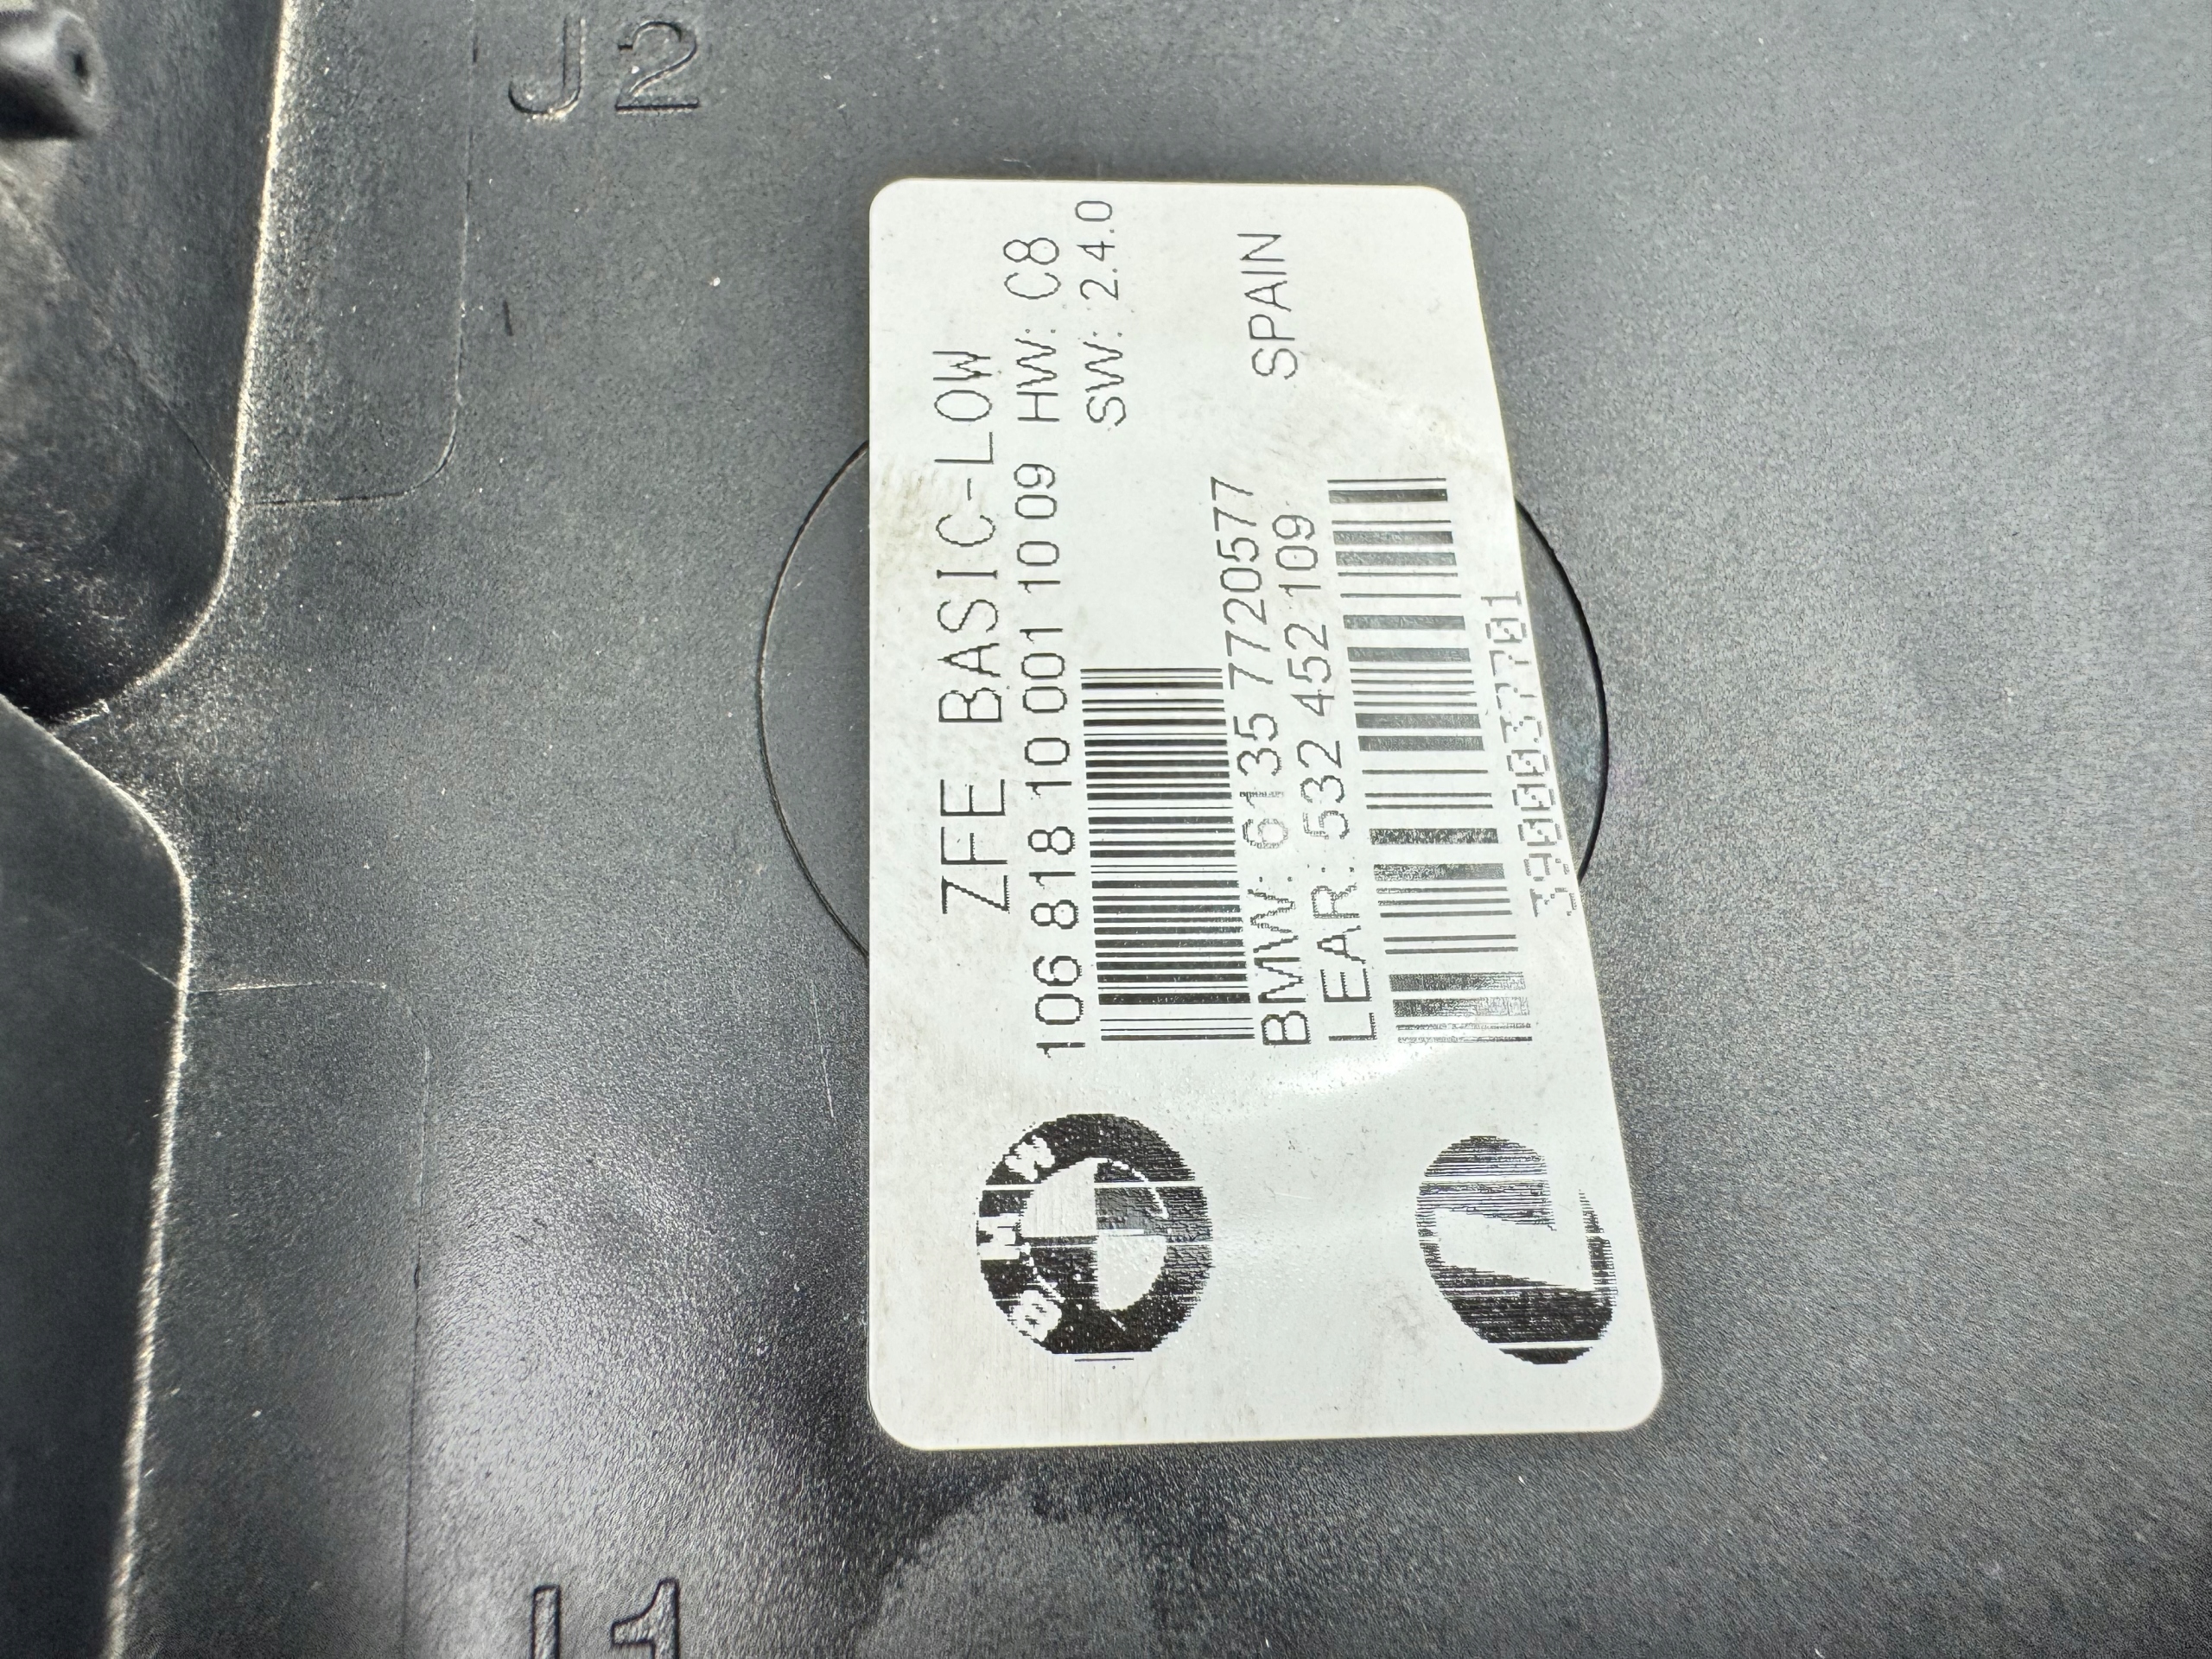 J2
ZFE BASIC-LOW
106 818 10 001 10 09 HW: C8
SW: 2.4.0
BMW: 6135 7720577
LEAR: 532 452 109
SPAIN
BMW
J1